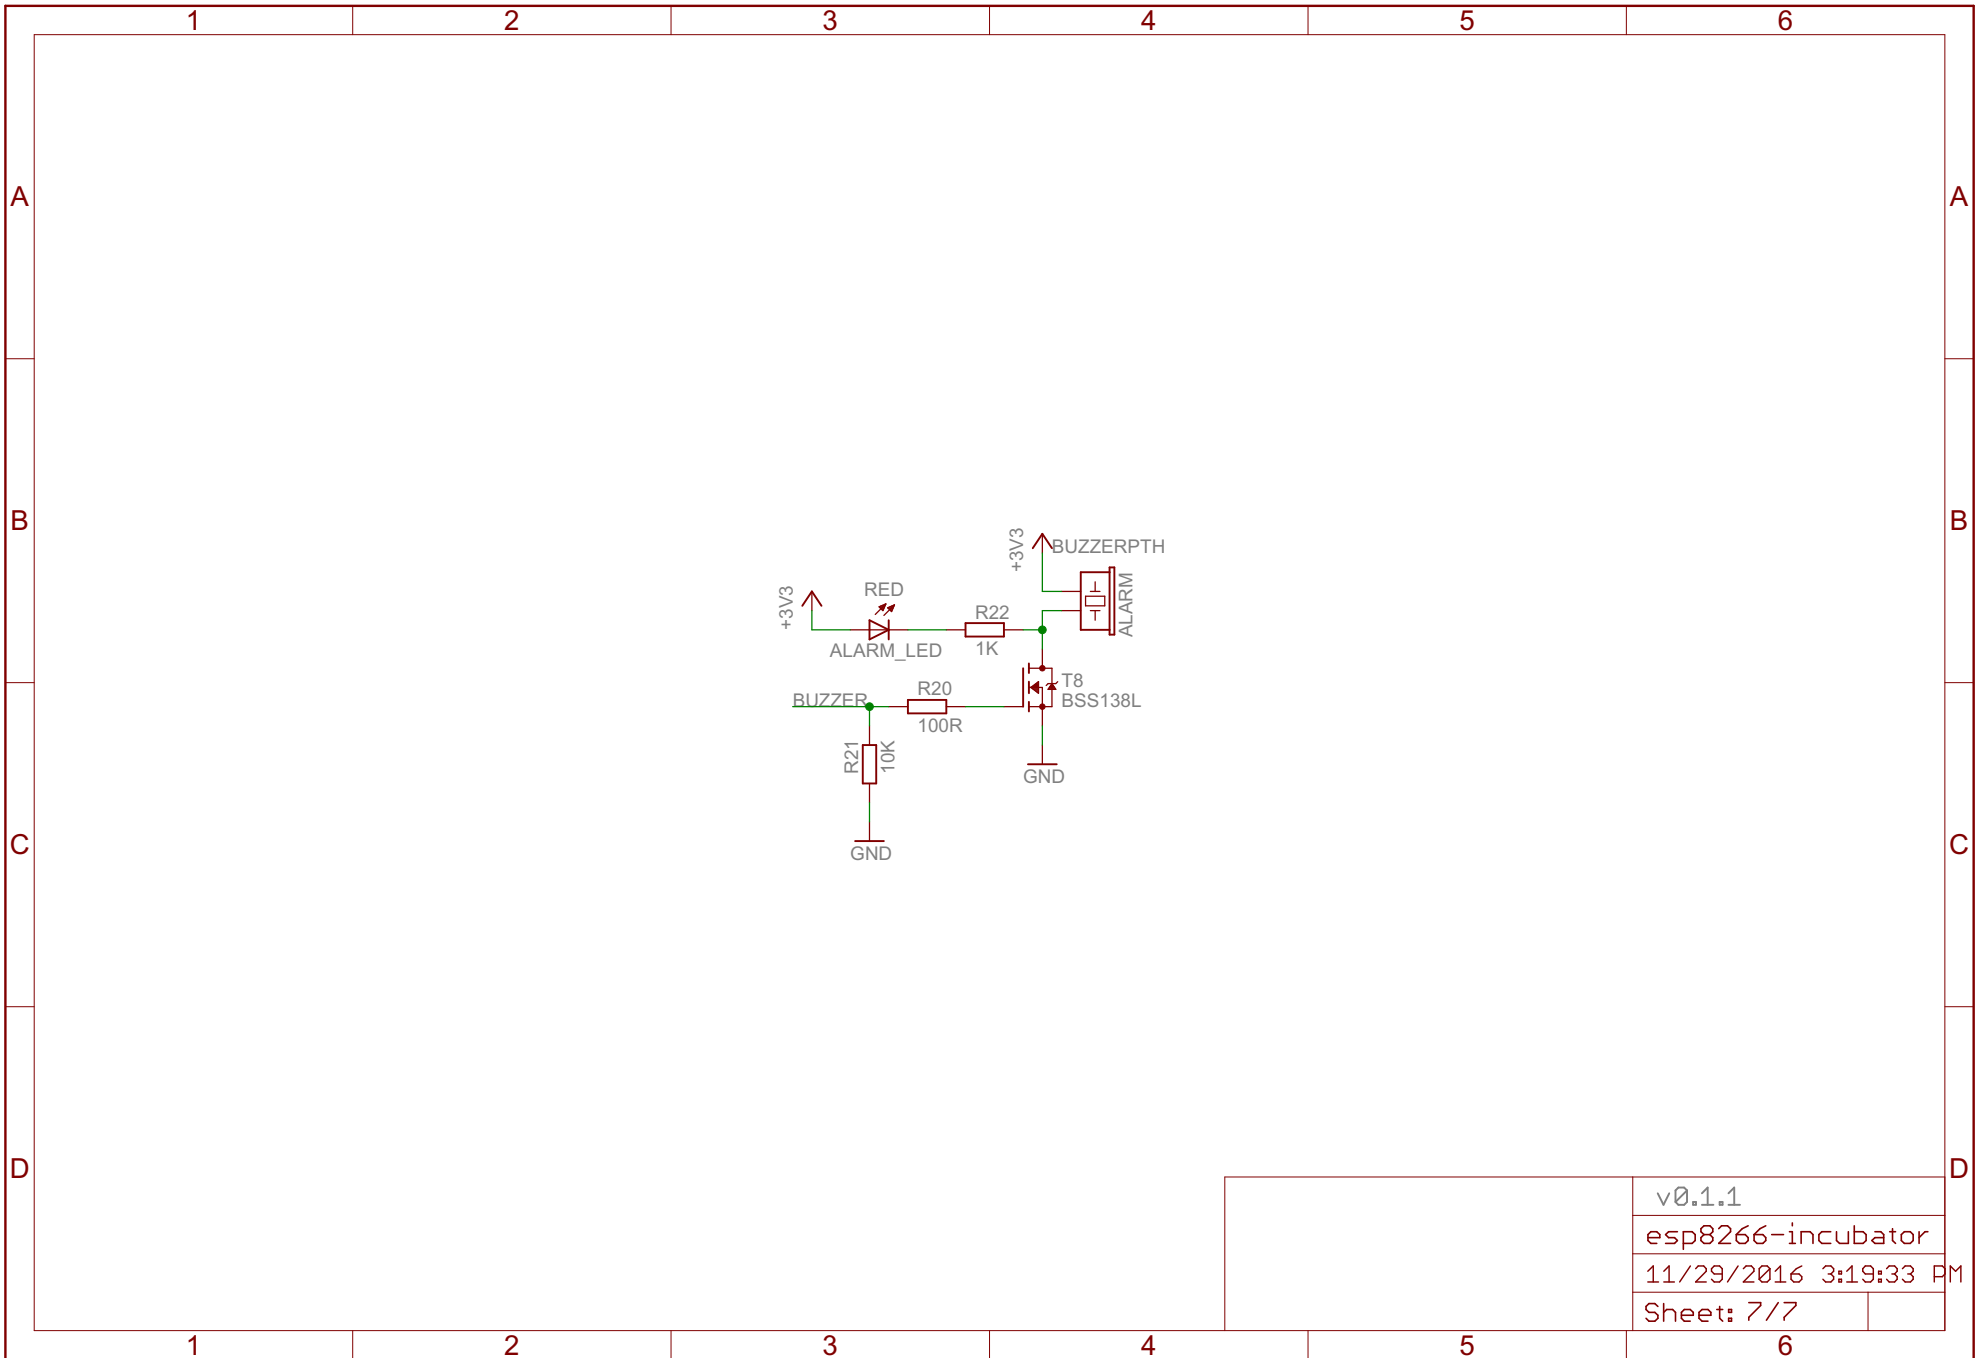 1 2 3 4 5 6
A A
B B
+3V3
BUZZERPTH
ALARM
+3V3
RED
ALARM_LED
R22
1K
T8
BSS138L
BUZZER
R20
100R
R21
10K
GND
GND
C C
D D
v0.1.1
esp8266-incubator
11/29/2016 3:19:33 PM
Sheet: 7/7
1 2 3 4 5 6